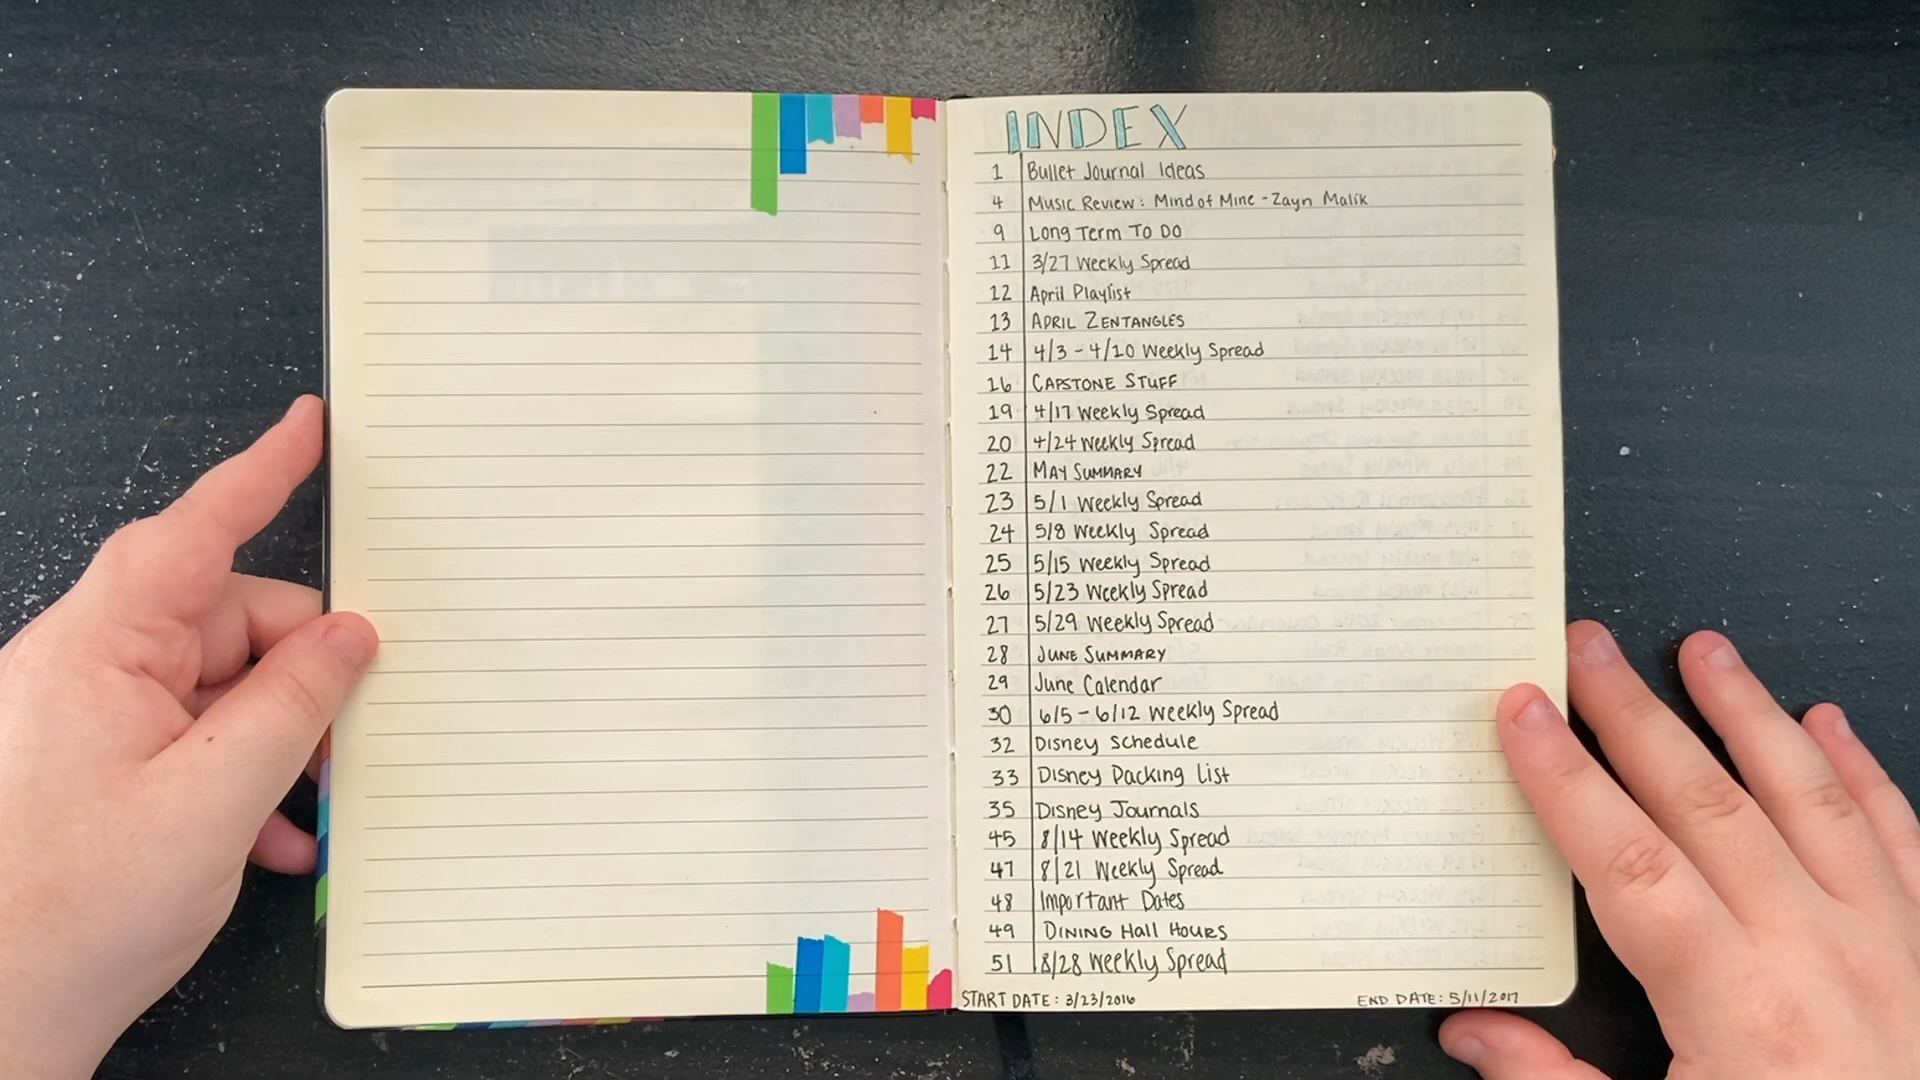 INDEX
1 Bullet Journal Ideas
4 Music Review: Mind of Mine - Zayn Malik
9 Long Term To Do
11 3/27 Weekly Spread
12 April Playlist
13 APRIL ZENTANGLES
14 4/3 - 4/10 Weekly Spread
16 CAPSTONE STUFF
19 4/17 Weekly Spread
20 4/24 Weekly Spread
22 MAY SUMMARY
23 5/1 Weekly Spread
24 5/8 Weekly Spread
25 5/15 Weekly Spread
26 5/23 Weekly Spread
27 5/29 Weekly Spread
28 JUNE SUMMARY
29 June Calendar
30 6/5 - 6/12 Weekly Spread
32 Disney Schedule
33 Disney Packing List
35 Disney Journals
45 8/14 Weekly Spread
47 8/21 Weekly Spread
48 Important Dates
49 DINING Hall HOURS
51 8/28 Weekly Spread
START DATE: 3/23/2016 END DATE: 5/11/2017